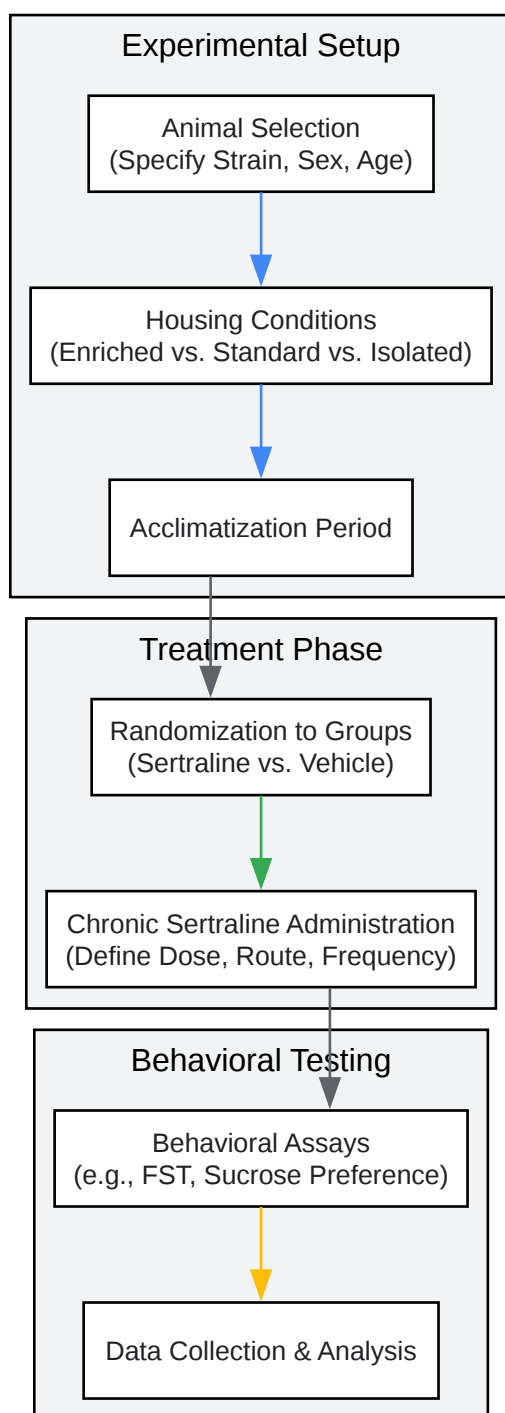 Experimental Setup
Animal Selection
(Specify Strain, Sex, Age)
Housing Conditions
(Enriched vs. Standard vs. Isolated)
Acclimatization Period
Treatment Phase
Randomization to Groups
(Sertraline vs. Vehicle)
Chronic Sertraline Administration
(Define Dose, Route, Frequency)
Behavioral Testing
Behavioral Assays
(e.g., FST, Sucrose Preference)
Data Collection & Analysis